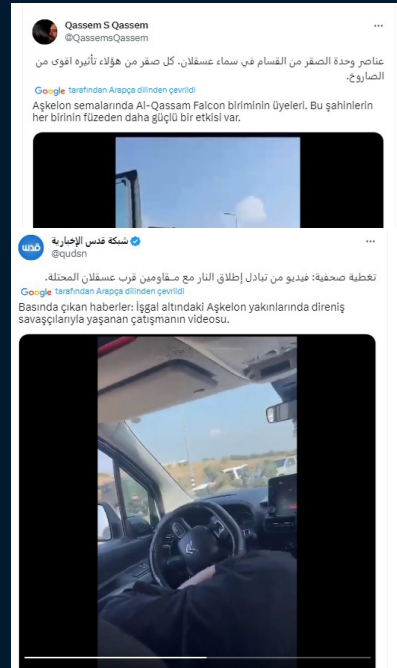 Qassem S Qassem
@QassemsQassem
عناصر وحدة الصقر من القسام في سماء عسقلان. كل صقر من هؤلاء تأثيره اقوى من
الصاروخ.
Google tarafından Arapça dilinden çevrildi
Aşkelon semalarında Al-Qassam Falcon biriminin üyeleri. Bu şahinlerin
her birinin füzeden daha güçlü bir etkisi var.
شبكة قدس الإخبارية
@qudsn
قدس
تغطية صحفية: فيديو من تبادل إطلاق النار مع مـقاومين قرب عسقلان المحتلة.
Google tarafından Arapça dilinden çevrildi
Basında çıkan haberler: İşgal altındaki Aşkelon yakınlarında direniş
savaşçılarıyla yaşanan çatışmanın videosu.